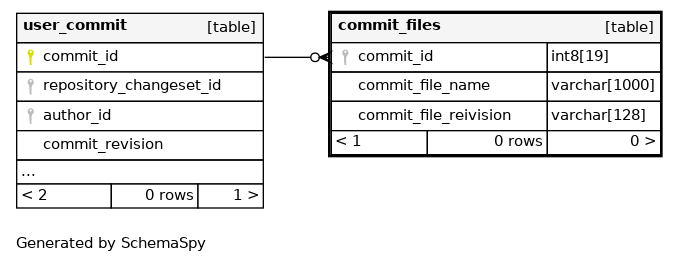 user_commit [table]
commit_id
repository_changeset_id
author_id
commit_revision
...
< 2 0 rows 1 >
commit_files [table]
commit_id int8[19]
commit_file_name varchar[1000]
commit_file_reivision varchar[128]
< 1 0 rows 0 >
Generated by SchemaSpy